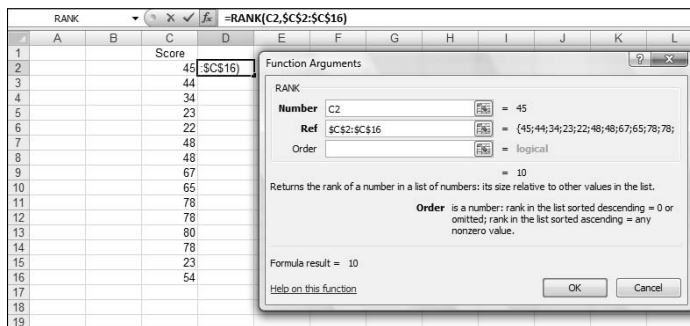 RANK =RANK(C2,$C$2:$C$16)
A B C D E F G H I J K L
1 Score
2 45 :$C$16)
3 44
4 34
5 23
6 22
7 48
8 48
9 67
10 65
11 78
12 78
13 80
14 78
15 23
16 54
17
18
19
Function Arguments
RANK
Number C2 = 45
Ref $C$2:$C$16 = {45;44;34;23;22;48;48;67;65;78;78;
Order = logical
= 10
Returns the rank of a number in a list of numbers: its size relative to other values in the list.
Order is a number: rank in the list sorted descending = 0 or
omitted; rank in the list sorted ascending = any
nonzero value.
Formula result = 10
Help on this function OK Cancel